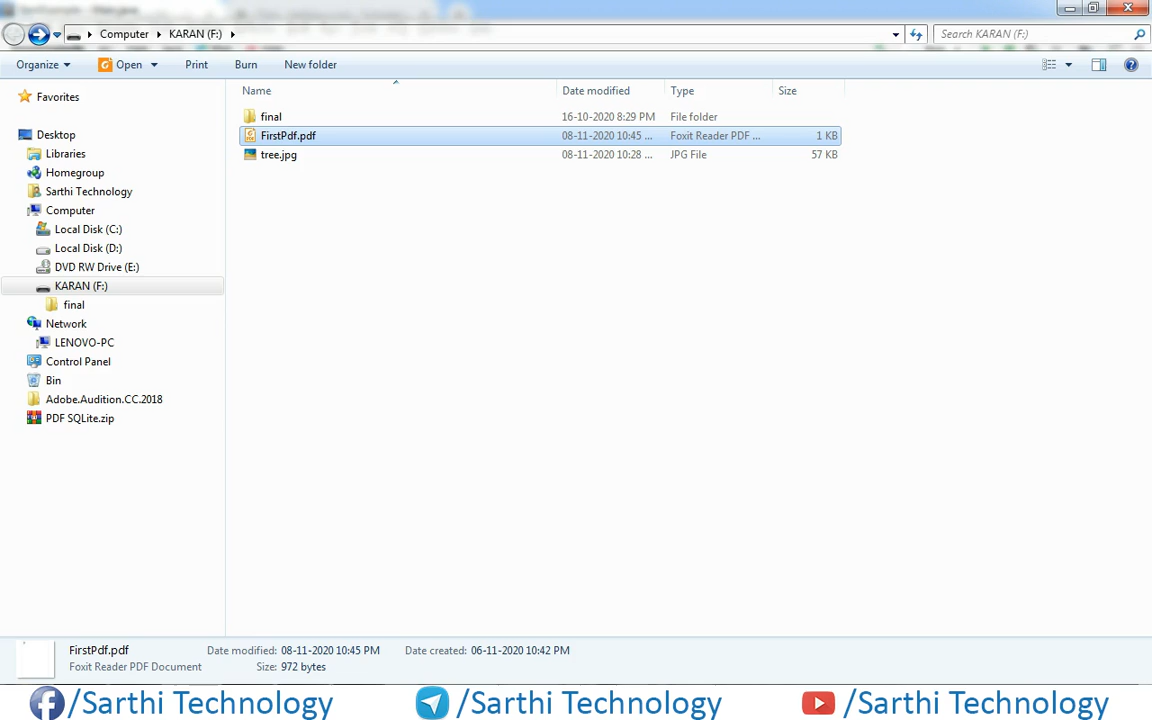 Computer KARAN (F:)
Search KARAN (F:)
Organize Open Print Burn New folder
Name Date modified Type Size
Favorites
Desktop
Libraries
Homegroup
Sarthi Technology
Computer
Local Disk (C:)
Local Disk (D:)
DVD RW Drive (E:)
KARAN (F:)
final
Network
LENOVO-PC
Control Panel
Bin
Adobe.Audition.CC.2018
PDF SQLite.zip
final 16-10-2020 8:29 PM File folder
FirstPdf.pdf 08-11-2020 10:45 ... Foxit Reader PDF ... 1 KB
tree.jpg 08-11-2020 10:28 ... JPG File 57 KB
FirstPdf.pdf Date modified: 08-11-2020 10:45 PM Date created: 06-11-2020 10:42 PM
Foxit Reader PDF Document Size: 972 bytes
/Sarthi Technology /Sarthi Technology /Sarthi Technology